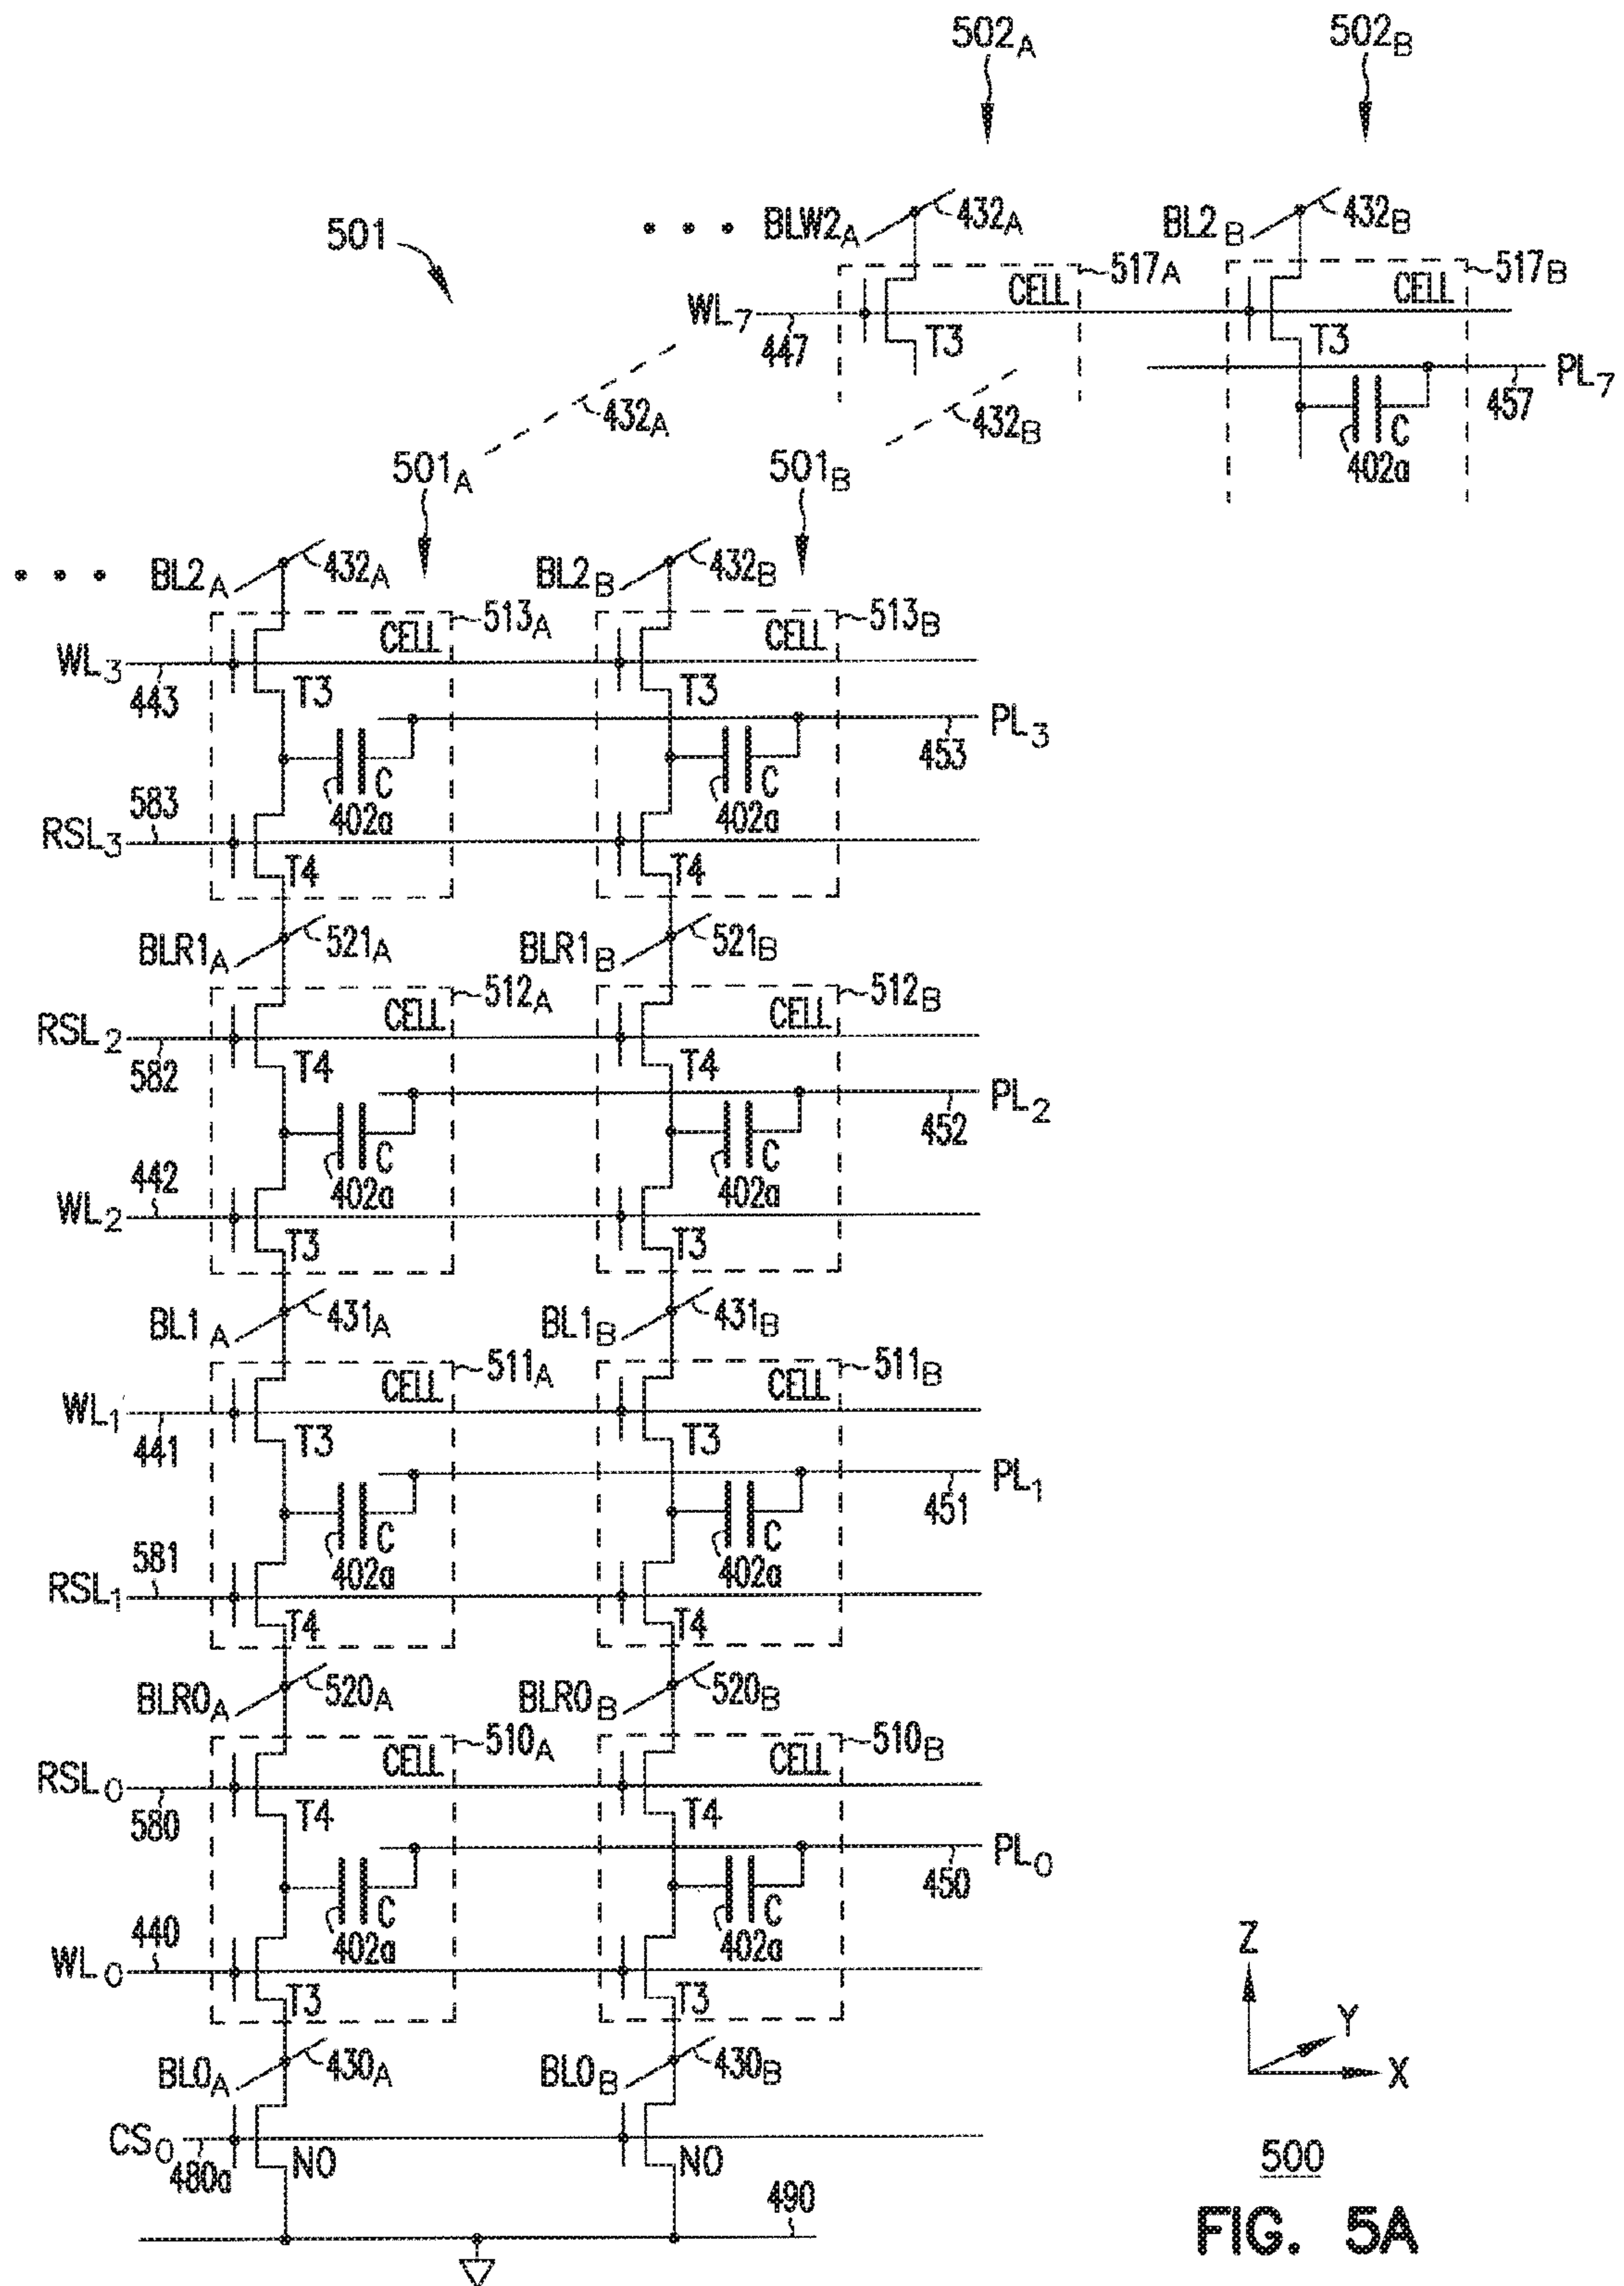 502A 502B
501 • • • BLW2A 432A BL2B 432B
517A 517B
WL7 CELL CELL
447 T3 T3
PL7
457
432A 432B C
402a
501A 501B
• • • BL2A 432A BL2B 432B
513A 513B
WL3 CELL CELL
443 T3 T3
PL3
453
583 C C
402a 402a
RSL3
T4 T4
BLR1A 521A BLR1B 521B
512A 512B
RSL2 CELL CELL
582 T4 T4
PL2
452
442 C C
402a 402a
WL2
T3 T3
BL1A 431A BL1B 431B
511A 511B
WL1 CELL CELL
441 T3 T3
PL1
451
581 C C
402a 402a
RSL1
T4 T4
BLR0A 520A BLR0B 520B
510A 510B
RSL0 CELL CELL
580 T4 T4
PL0
450
440 C C
402a 402a
WL0
T3 T3
BL0A 430A BL0B 430B
CS0
480a N0 N0
490
Z
Y
X
500
FIG. 5A